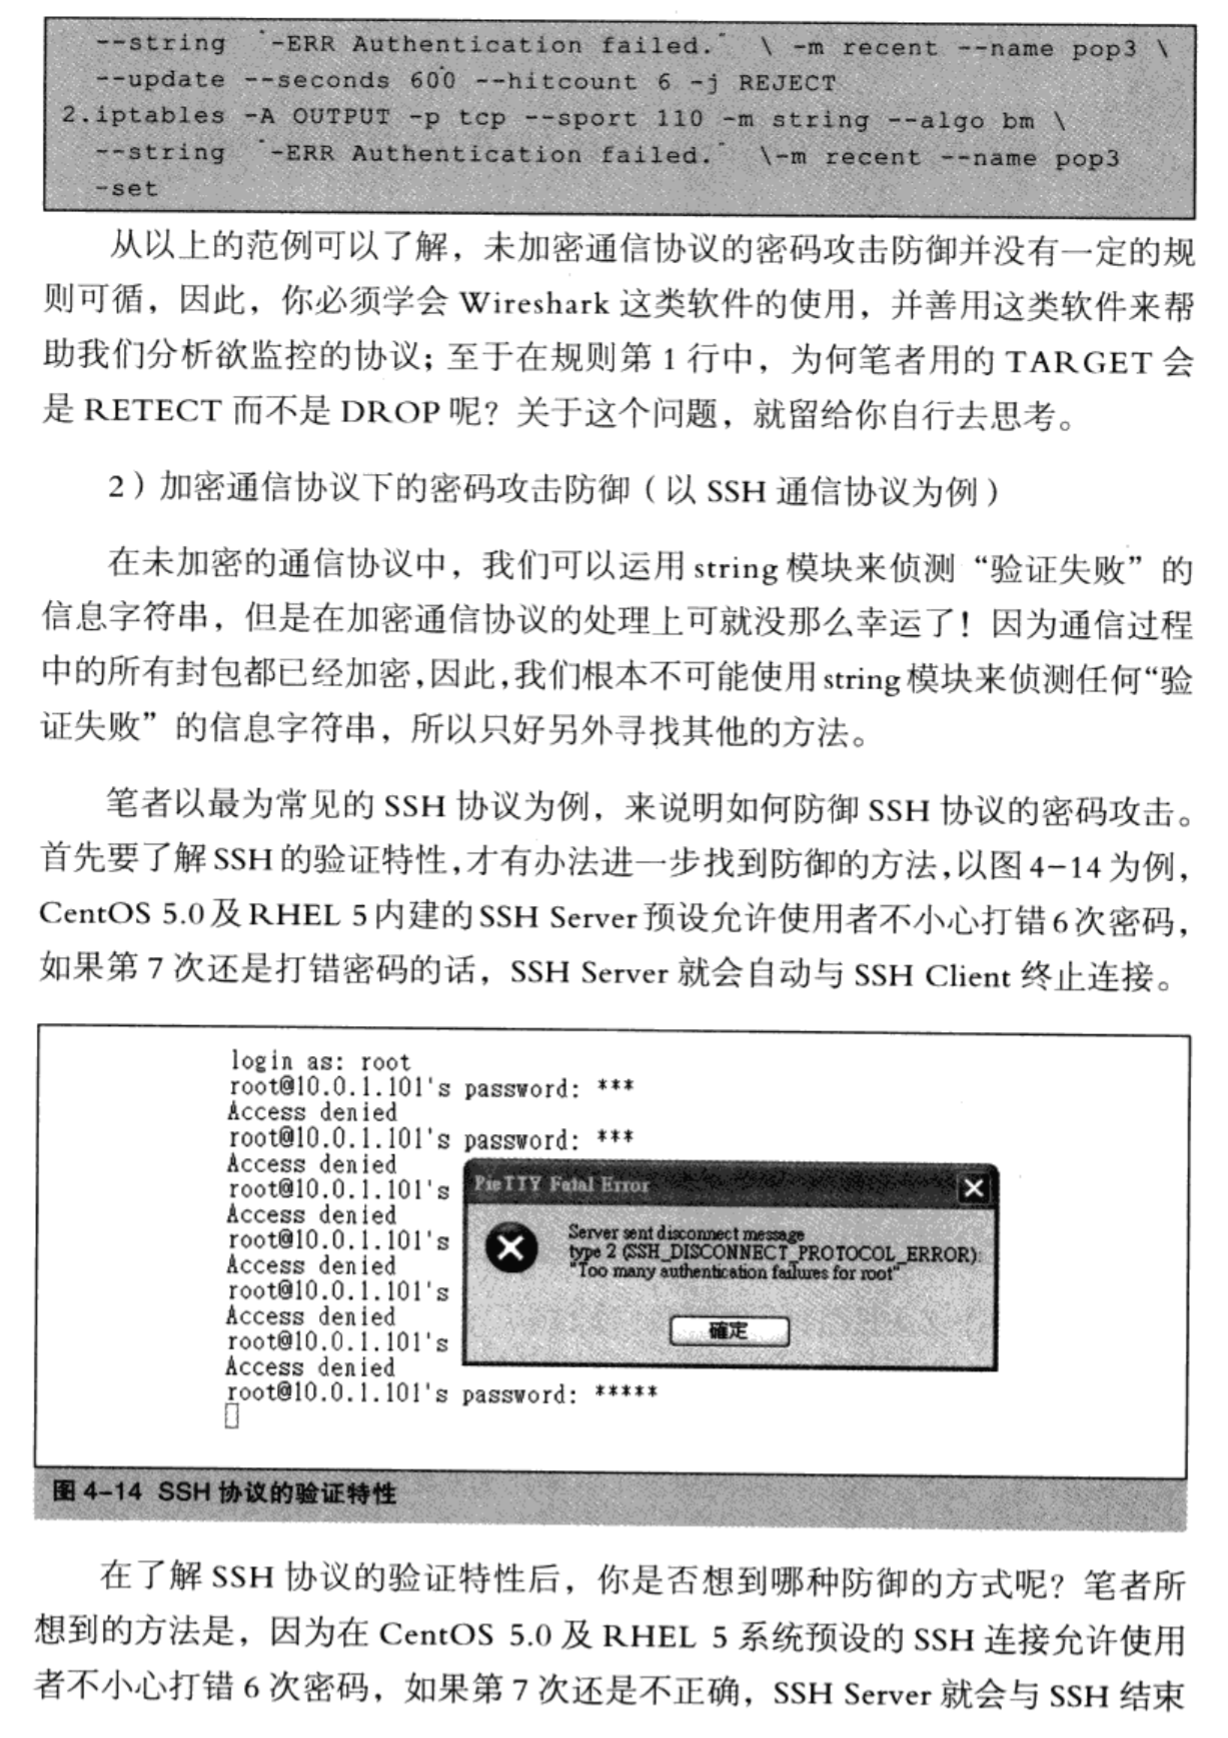 --string `-ERR Authentication failed.` \ -m recent --name pop3 \
--update --seconds 600 --hitcount 6 -j REJECT
2.iptables -A OUTPUT -p tcp --sport 110 -m string --algo bm \
--string `-ERR Authentication failed.` \-m recent --name pop3
-set
从以上的范例可以了解，未加密通信协议的密码攻击防御并没有一定的规
则可循，因此，你必须学会 Wireshark 这类软件的使用，并善用这类软件来帮
助我们分析欲监控的协议；至于在规则第 1 行中，为何笔者用的 TARGET 会
是 RETECT 而不是 DROP 呢？关于这个问题，就留给你自行去思考。
2）加密通信协议下的密码攻击防御（以 SSH 通信协议为例）
在未加密的通信协议中，我们可以运用 string 模块来侦测“验证失败”的
信息字符串，但是在加密通信协议的处理上可就没那么幸运了！因为通信过程
中的所有封包都已经加密，因此，我们根本不可能使用 string 模块来侦测任何“验
证失败”的信息字符串，所以只好另外寻找其他的方法。
笔者以最为常见的 SSH 协议为例，来说明如何防御 SSH 协议的密码攻击。
首先要了解 SSH 的验证特性，才有办法进一步找到防御的方法，以图 4-14 为例，
CentOS 5.0 及 RHEL 5 内建的 SSH Server 预设允许使用者不小心打错 6 次密码，
如果第 7 次还是打错密码的话，SSH Server 就会自动与 SSH Client 终止连接。
login as: root
root@10.0.1.101's password: ***
Access denied
root@10.0.1.101's password: ***
Access denied
root@10.0.1.101's
Access denied
root@10.0.1.101's
Access denied
root@10.0.1.101's
Access denied
root@10.0.1.101's
Access denied
root@10.0.1.101's password: *****
PieTTY Fatal Error
Server sent disconnect message
type 2 (SSH_DISCONNECT_PROTOCOL_ERROR):
"Too many authentication failures for root"
確定
图 4-14 SSH 协议的验证特性
在了解 SSH 协议的验证特性后，你是否想到哪种防御的方式呢？笔者所
想到的方法是，因为在 CentOS 5.0 及 RHEL 5 系统预设的 SSH 连接允许使用
者不小心打错 6 次密码，如果第 7 次还是不正确，SSH Server 就会与 SSH 结束